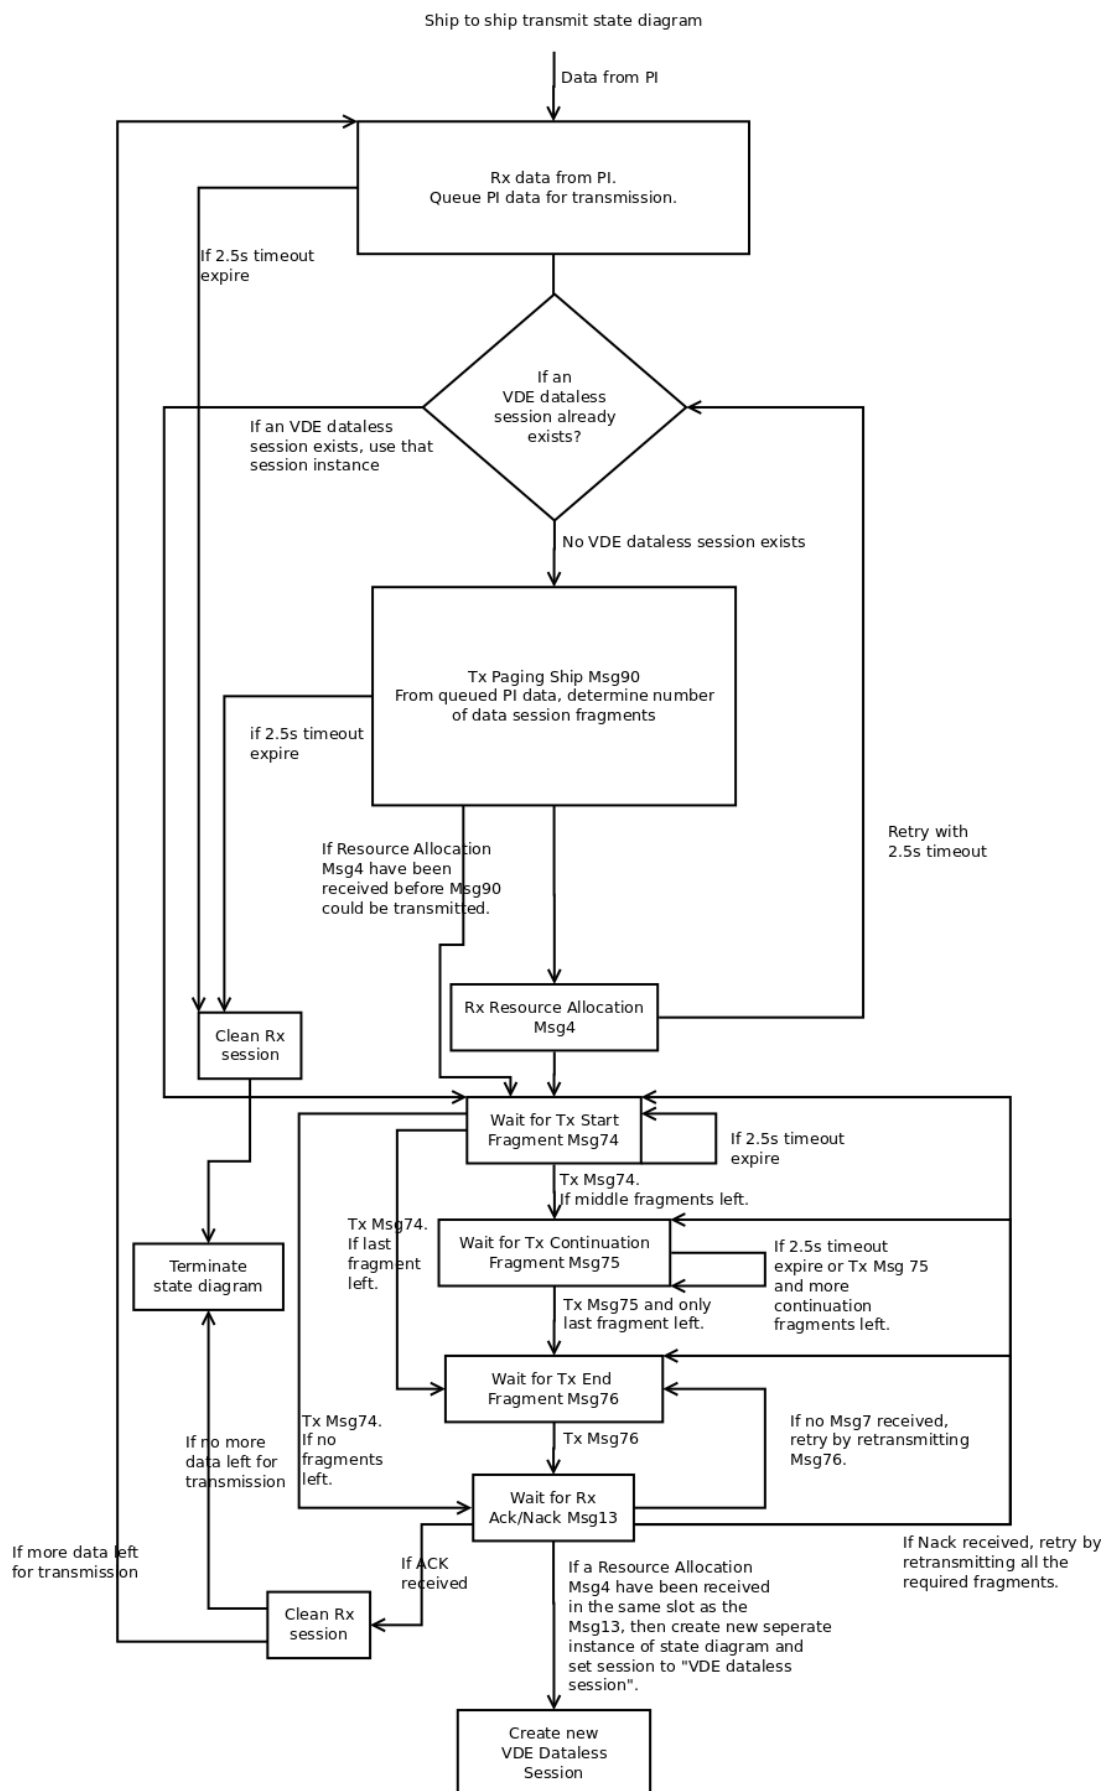 Ship to ship transmit state diagram
Data from PI
Rx data from PI.
Queue PI data for transmission.
If 2.5s timeout
expire
If an
VDE dataless
session already
exists?
If an VDE dataless
session exists, use that
session instance
No VDE dataless session exists
Tx Paging Ship Msg90
From queued PI data, determine number
of data session fragments
if 2.5s timeout
expire
Retry with
2.5s timeout
If Resource Allocation
Msg4 have been
received before Msg90
could be transmitted.
Rx Resource Allocation
Msg4
Clean Rx
session
Wait for Tx Start
Fragment Msg74
If 2.5s timeout
expire
Tx Msg74.
If middle fragments left.
Tx Msg74.
If last
fragment
left.
Wait for Tx Continuation
Fragment Msg75
If 2.5s timeout
expire or Tx Msg 75
and more
continuation
fragments left.
Terminate
state diagram
Tx Msg75 and only
last fragment left.
Wait for Tx End
Fragment Msg76
Tx Msg74.
If no
fragments
left.
Tx Msg76
If no Msg7 received,
retry by retransmitting
Msg76.
If no more
data left for
transmission
Wait for Rx
Ack/Nack Msg13
If more data left
for transmission
If ACK
received
If a Resource Allocation
Msg4 have been received
in the same slot as the
Msg13, then create new seperate
instance of state diagram and
set session to "VDE dataless
session".
If Nack received, retry by
retransmitting all the
required fragments.
Clean Rx
session
Create new
VDE Dataless
Session